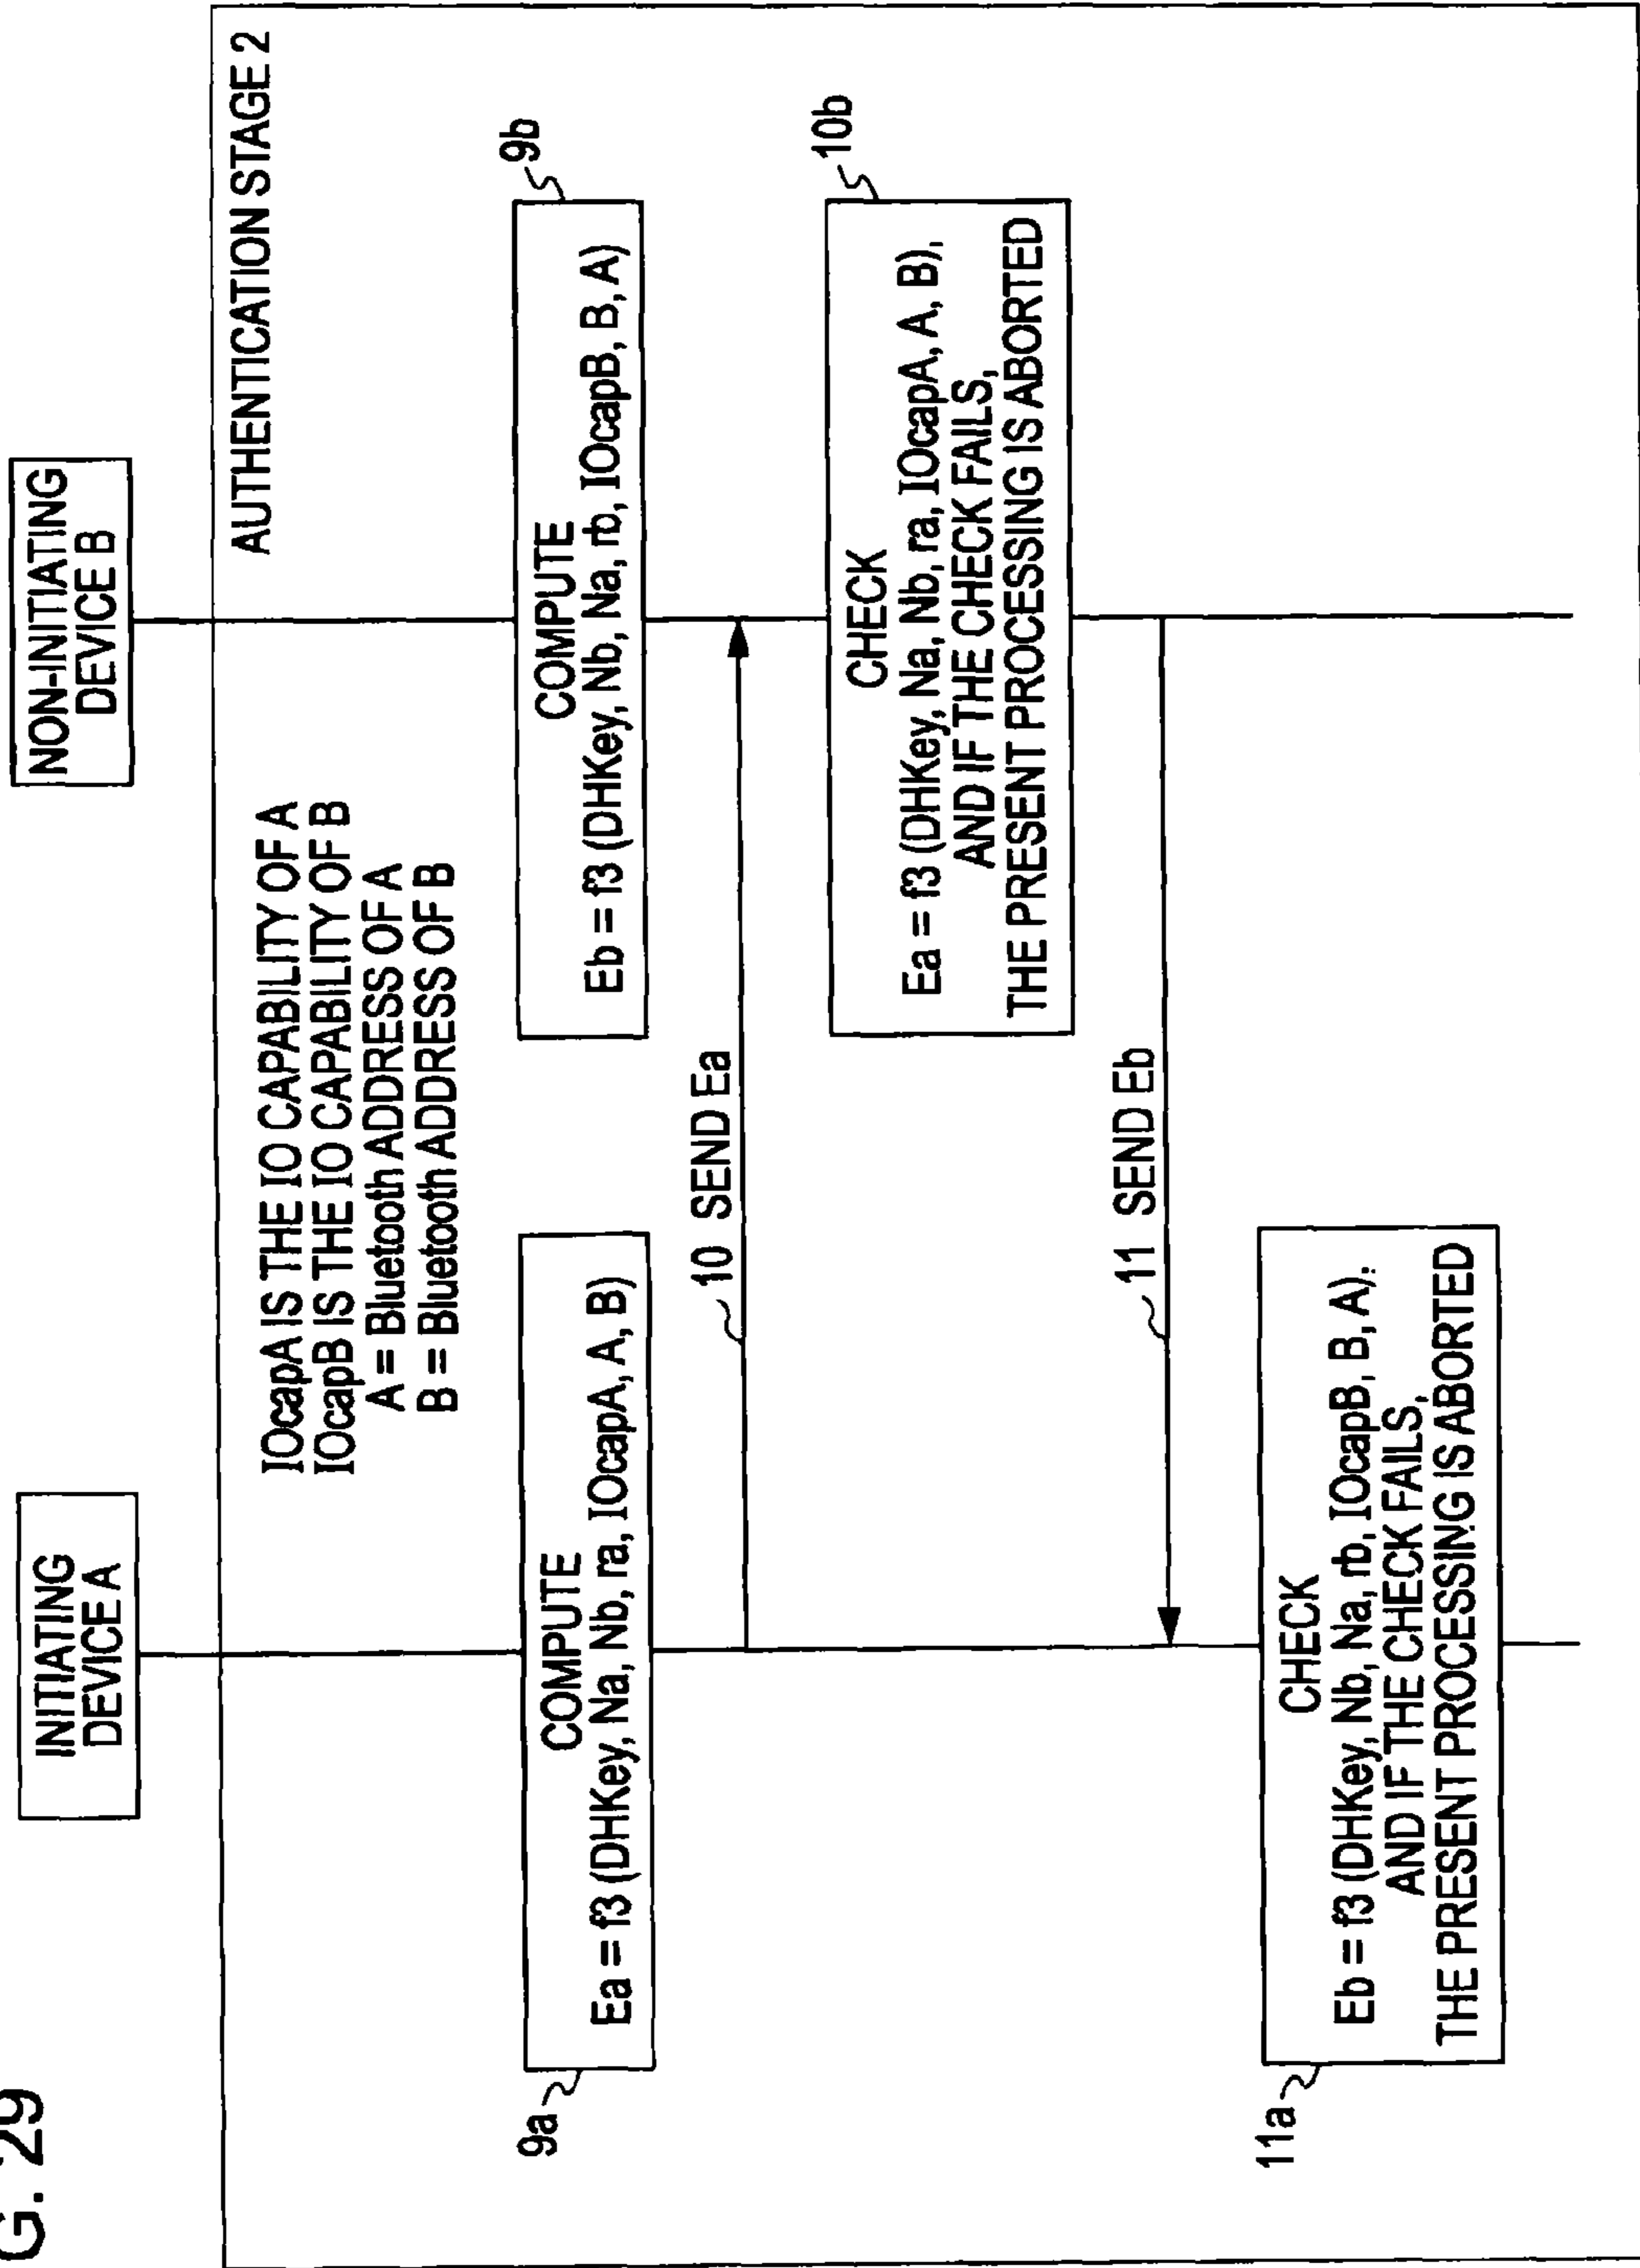 G. 29
INITIATING
DEVICE A
NON-INITIATING
DEVICE B
AUTHENTICATION STAGE 2
IOcapA IS THE IO CAPABILITY OF A
IOcapB IS THE IO CAPABILITY OF B
A = Bluetooth ADDRESS OF A
B = Bluetooth ADDRESS OF B
9a
COMPUTE
Ea = f3 (DHKey, Na, Nb, ra, IOcapA, A, B)
9b
COMPUTE
Eb = f3 (DHKey, Nb, Na, rb, IOcapB, B, A)
10 SEND Ea
10b
CHECK
Ea = f3 (DHKey, Na, Nb, ra, IOcapA, A, B),
AND IF THE CHECK FAILS,
THE PRESENT PROCESSING IS ABORTED
11 SEND Eb
11a
CHECK
Eb = f3 (DHKey, Nb, Na, rb, IOcapB, B, A),
AND IF THE CHECK FAILS,
THE PRESENT PROCESSING IS ABORTED